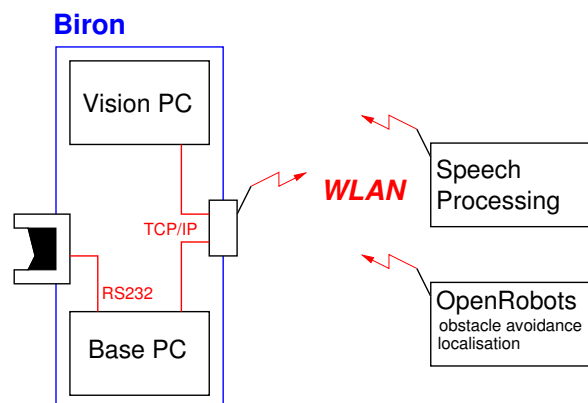 Biron
Vision PC
TCP/IP
RS232
Base PC
WLAN
Speech
Processing
OpenRobots
obstacle avoidance
localisation